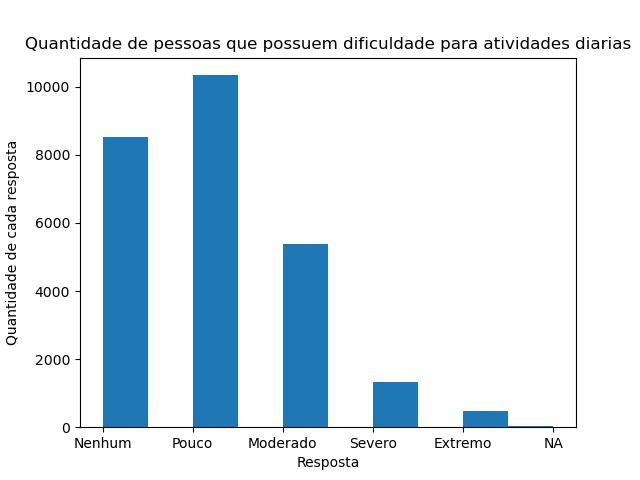 Quantidade de pessoas que possuem dificuldade para atividades diarias
Quantidade de cada resposta
10000
8000
6000
4000
2000
0
Nenhum Pouco Moderado Severo Extremo NA
Resposta